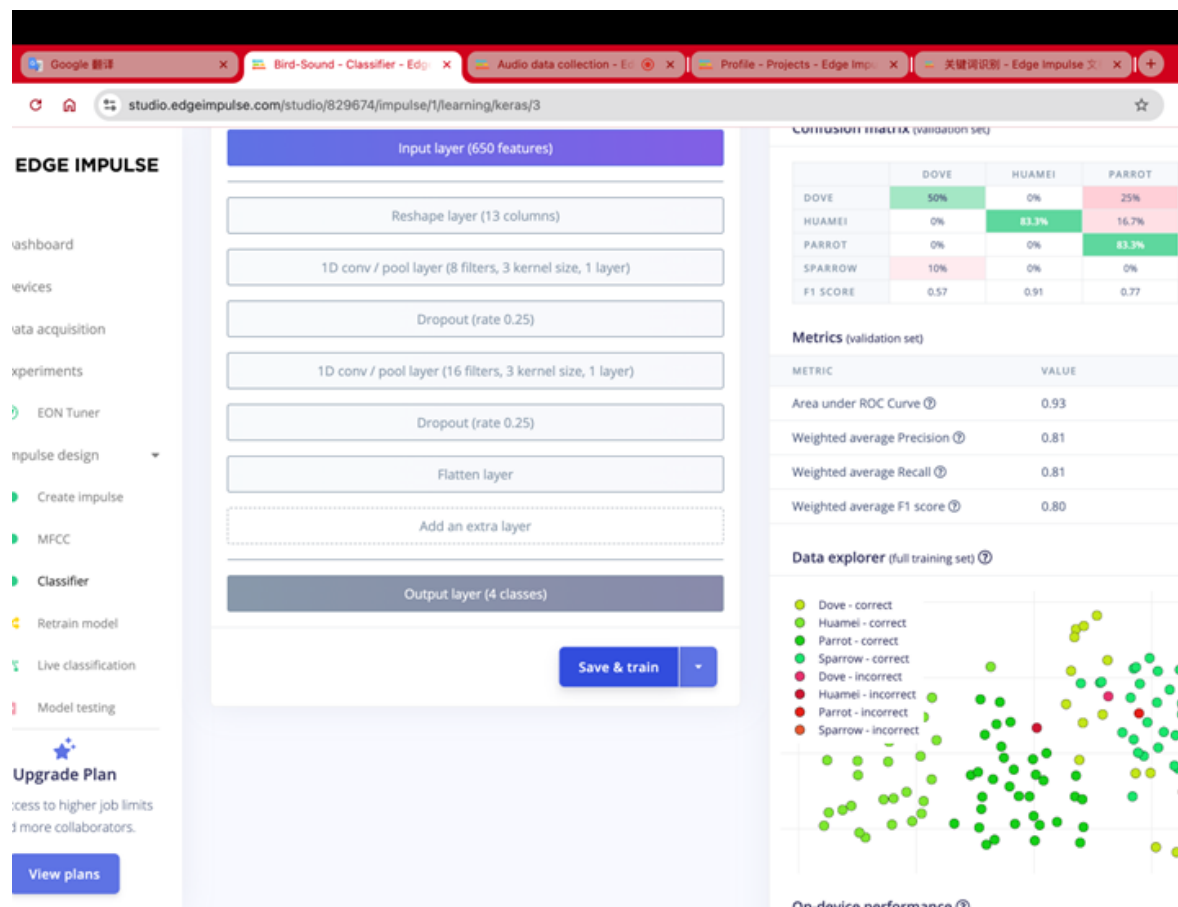 Google 翻译
Bird-Sound - Classifier - Edg
Audio data collection - Ed
Profile - Projects - Edge Impu
关键词识别 - Edge Impulse 文
studio.edgeimpulse.com/studio/829674/impulse/1/learning/keras/3
EDGE IMPULSE
ashboard
evices
ata acquisition
xperiments
EON Tuner
mpulse design
Create impulse
MFCC
Classifier
Retrain model
Live classification
Model testing
Upgrade Plan
ccess to higher job limits
d more collaborators.
View plans
Input layer (650 features)
Reshape layer (13 columns)
1D conv / pool layer (8 filters, 3 kernel size, 1 layer)
Dropout (rate 0.25)
1D conv / pool layer (16 filters, 3 kernel size, 1 layer)
Dropout (rate 0.25)
Flatten layer
Add an extra layer
Output layer (4 classes)
Save & train
Confusion matrix (validation set)
DOVE HUAMEI PARROT
DOVE 50% 0% 25%
HUAMEI 0% 83.3% 16.7%
PARROT 0% 0% 83.3%
SPARROW 10% 0% 0%
F1 SCORE 0.57 0.91 0.77
Metrics (validation set)
METRIC VALUE
Area under ROC Curve 0.93
Weighted average Precision 0.81
Weighted average Recall 0.81
Weighted average F1 score 0.80
Data explorer (full training set)
Dove - correct
Huamei - correct
Parrot - correct
Sparrow - correct
Dove - incorrect
Huamei - incorrect
Parrot - incorrect
Sparrow - incorrect
On-device performance